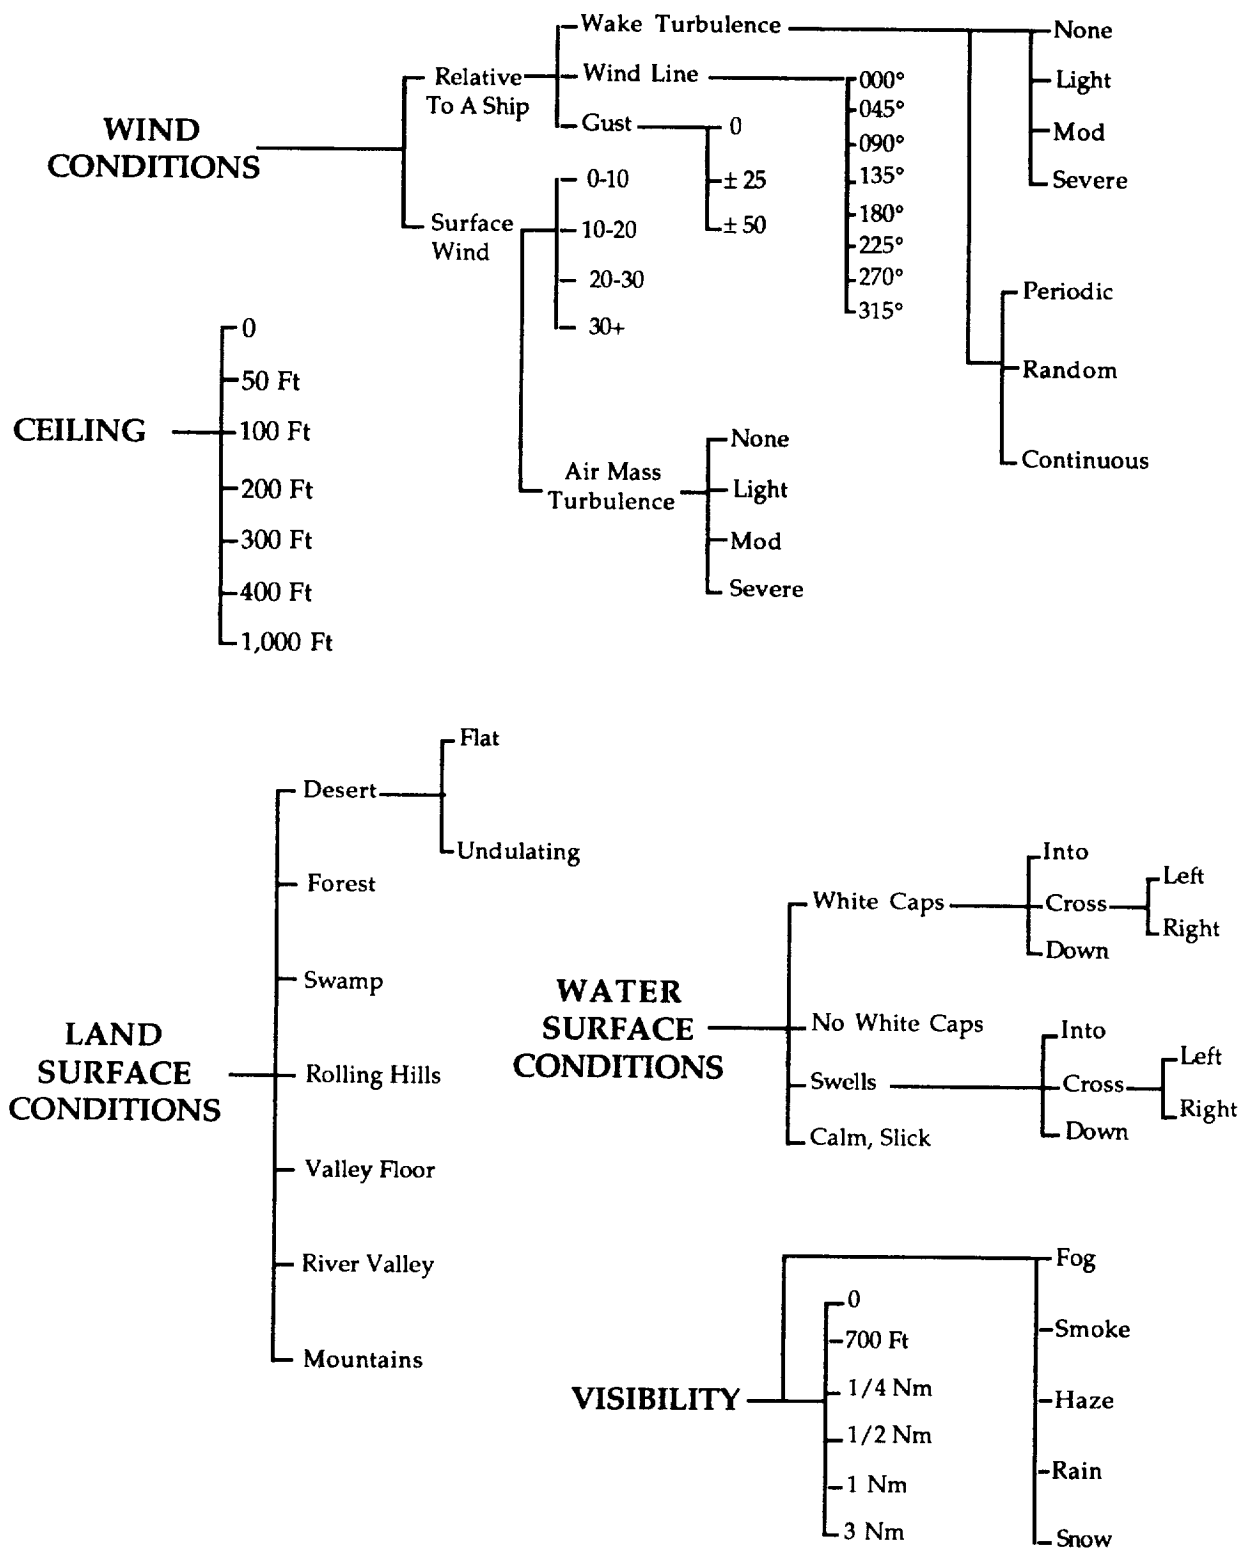 WIND
CONDITIONS
Relative
To A Ship
Wake Turbulence
None
Light
Mod
Severe
Periodic
Random
Continuous
Wind Line
000°
045°
090°
135°
180°
225°
270°
315°
Gust
0
± 25
± 50
Surface
Wind
0-10
10-20
20-30
30+
Air Mass
Turbulence
None
Light
Mod
Severe
CEILING
0
50 Ft
100 Ft
200 Ft
300 Ft
400 Ft
1,000 Ft
LAND
SURFACE
CONDITIONS
Desert
Flat
Undulating
Forest
Swamp
Rolling Hills
Valley Floor
River Valley
Mountains
WATER
SURFACE
CONDITIONS
White Caps
Into
Cross
Left
Right
Down
No White Caps
Swells
Into
Cross
Left
Right
Down
Calm, Slick
VISIBILITY
0
700 Ft
1/4 Nm
1/2 Nm
1 Nm
3 Nm
Fog
Smoke
Haze
Rain
Snow